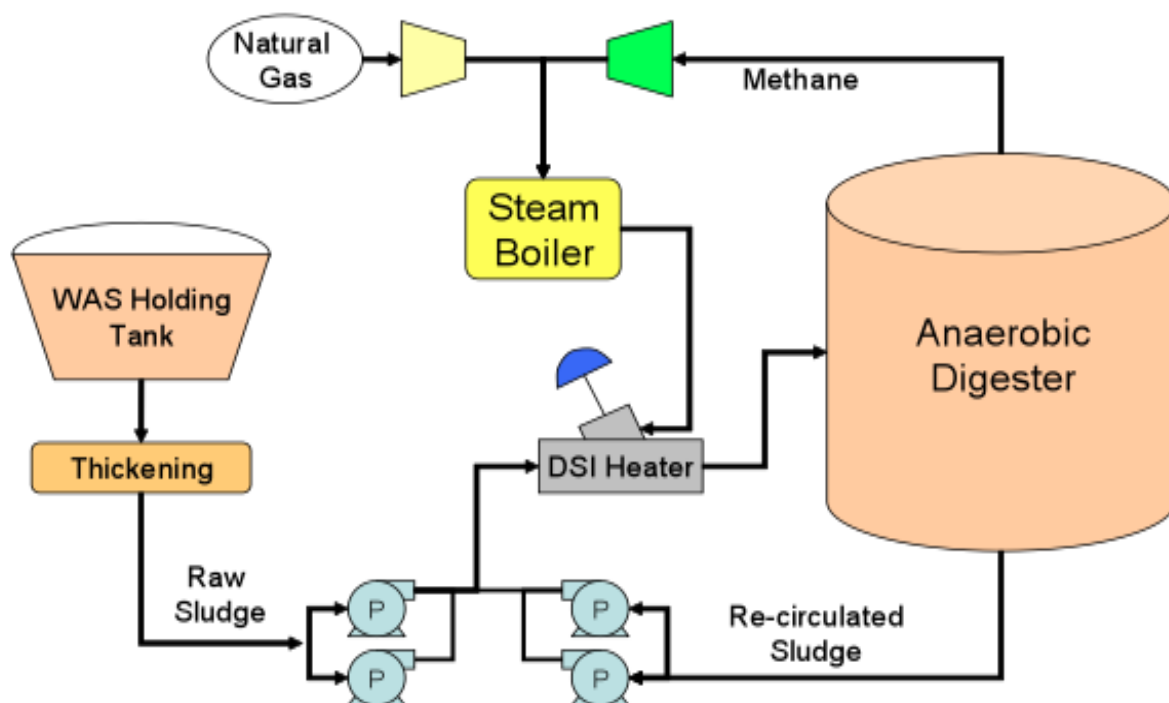 Natural
Gas
Methane
Steam
Boiler
WAS Holding
Tank
Anaerobic
Digester
Thickening
DSI Heater
Raw
Sludge
P
P
Re-circulated
Sludge
P
P